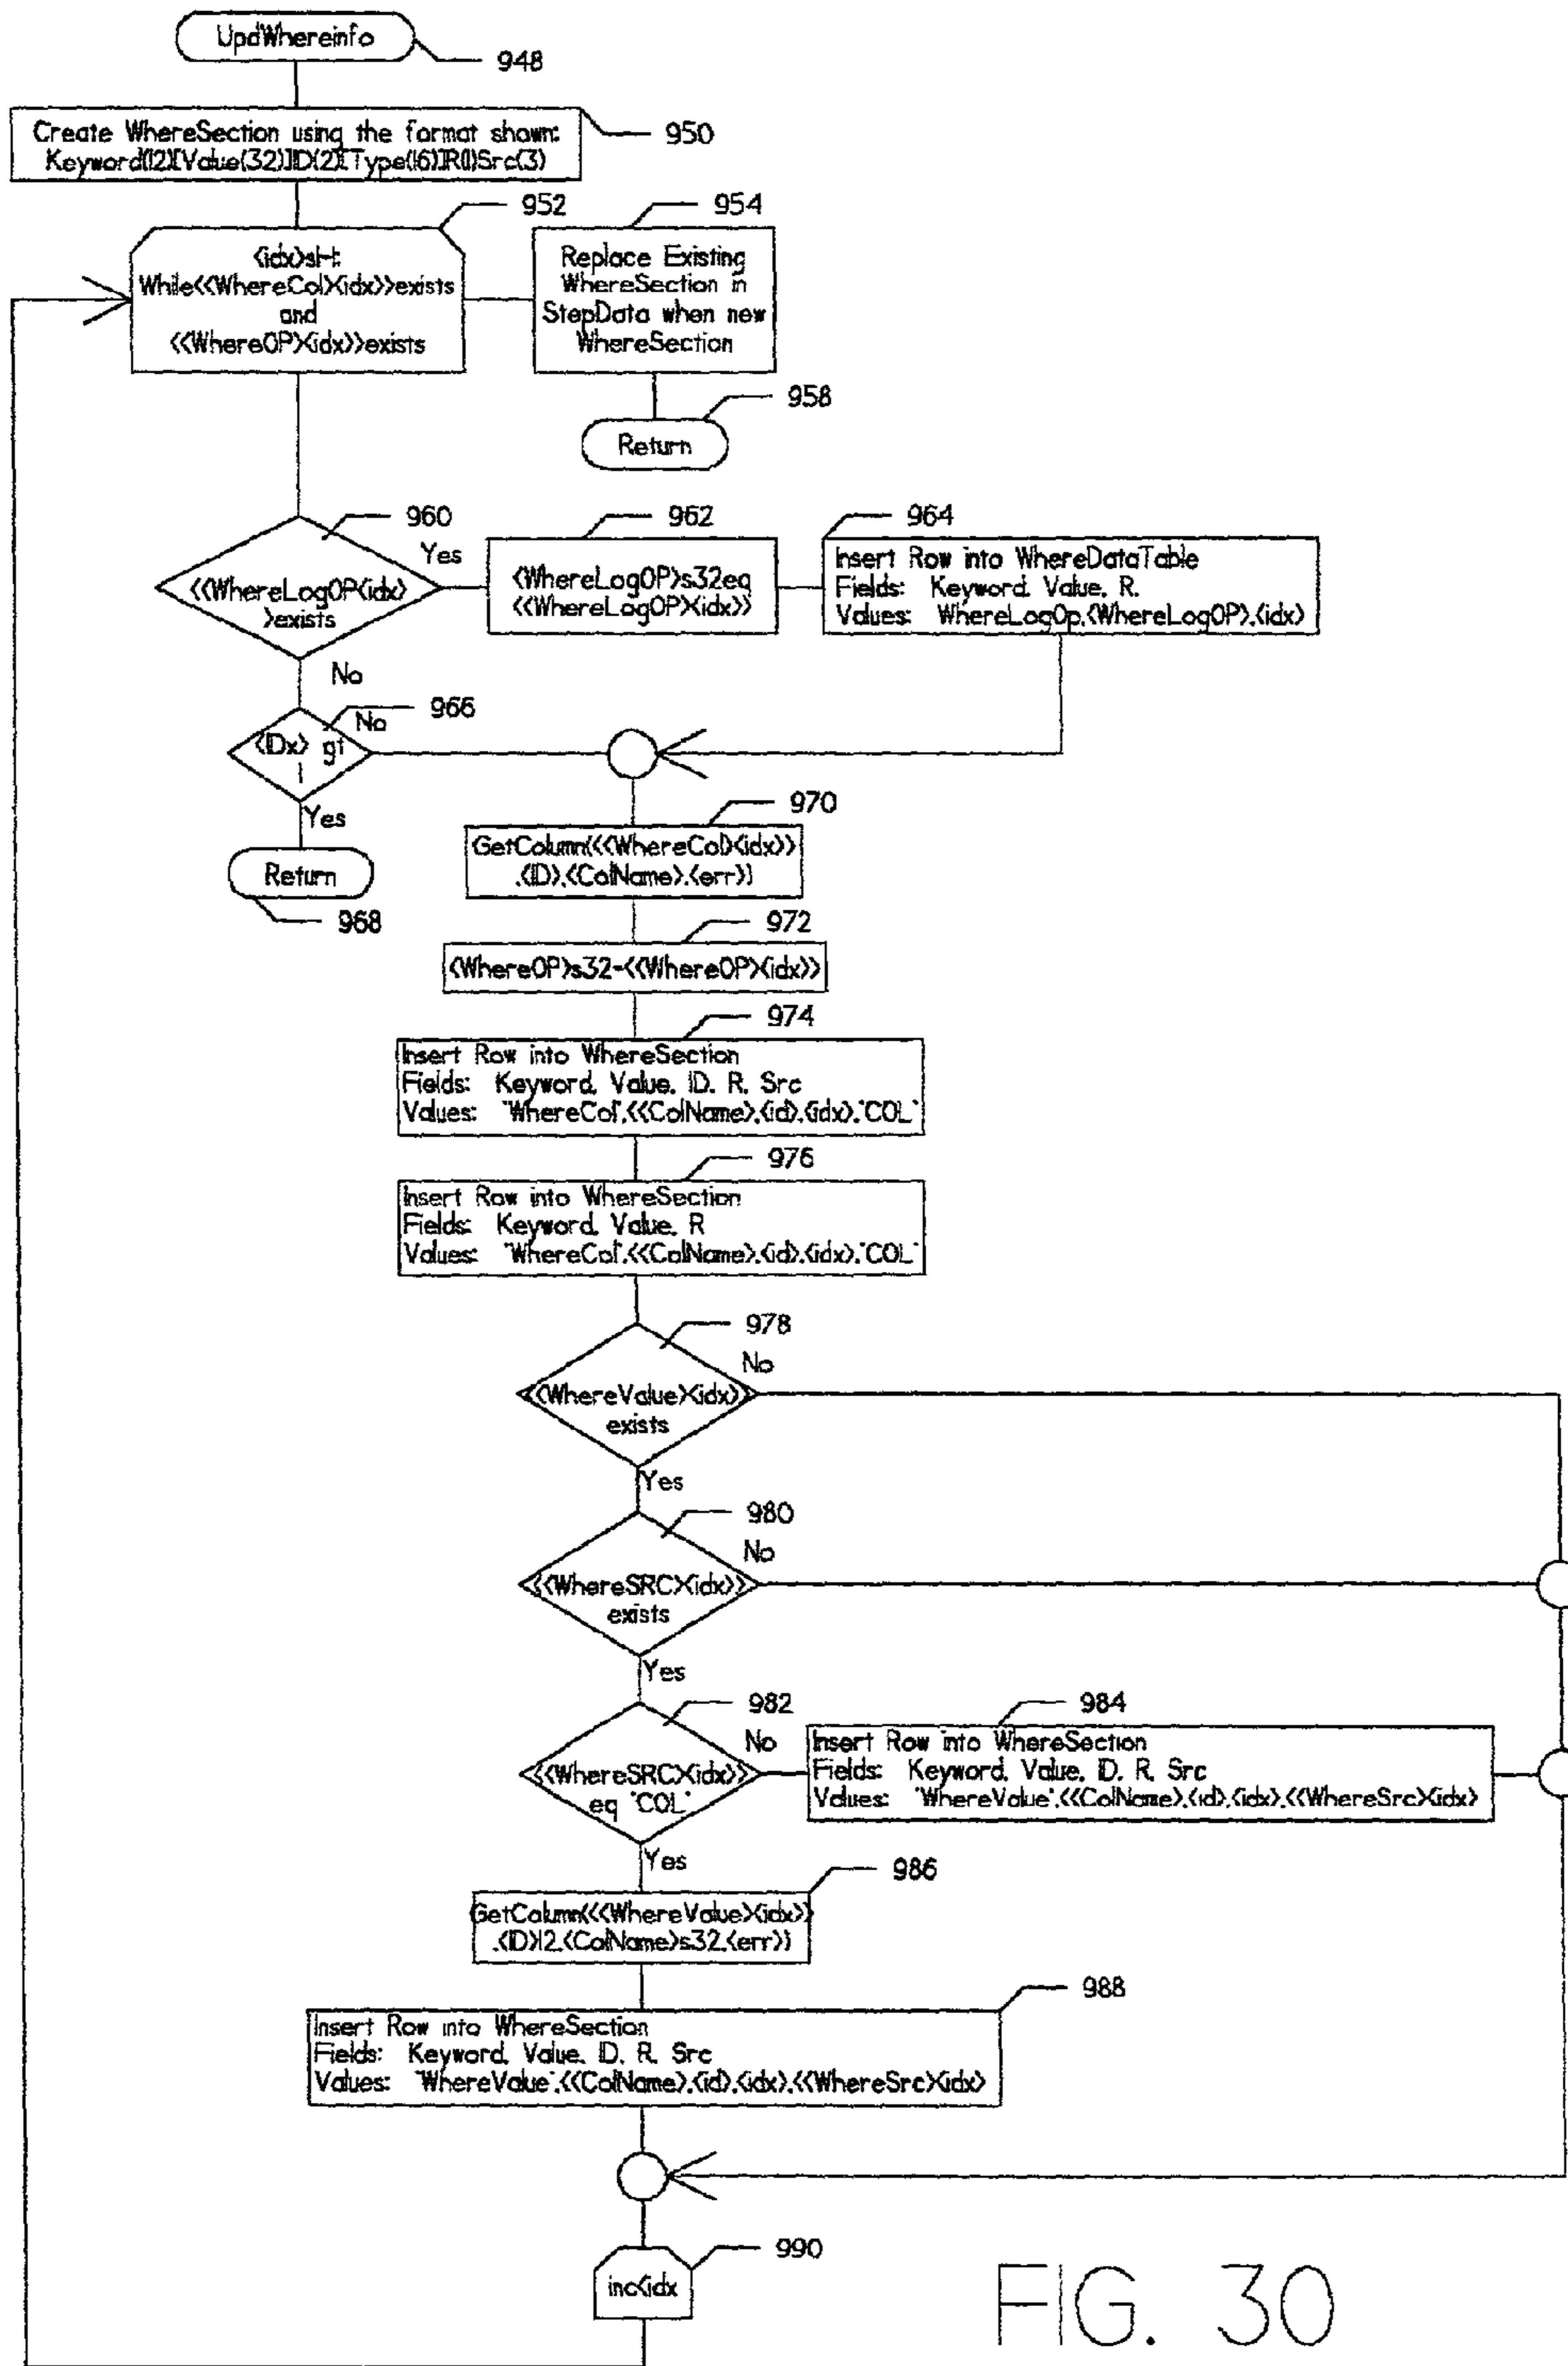 UpdWhereinfo
948
Create WhereSection using the format shown:
Keyword(12)[Value(32)]ID(2)[Type(16)]R(1)Src(3)
950
952
<idx>sl-1:
While<<WhereCol><idx>>exists
and
<<WhereOP><idx>>exists
954
Replace Existing
WhereSection in
StepData when new
WhereSection
958
Return
960
Yes
<<WhereLogOP<idx>
>exists
No
962
<WhereLogOP>s32eq
<<WhereLogOP><idx>>
964
Insert Row into WhereDataTable
Fields: Keyword, Value, R.
Values: WhereLogOp,<WhereLogOP>,<idx>
966
No
<IDx> gt
1
Yes
Return
968
970
GetColumn(<<WhereCol><idx>>
,<ID>,<ColName>,<err>)
972
<WhereOP>s32-<<WhereOP><idx>>
974
Insert Row into WhereSection
Fields: Keyword, Value, ID, R, Src
Values: "WhereCol",<<ColName>,<id>,<idx>,"COL"
976
Insert Row into WhereSection
Fields: Keyword, Value, R
Values: "WhereCol",<<ColName>,<id>,<idx>,"COL"
978
No
<<WhereValue><idx>>
exists
Yes
980
No
<<WhereSRC><idx>>
exists
Yes
982
No
<<WhereSRC><idx>>
eq "COL"
Yes
984
Insert Row into WhereSection
Fields: Keyword, Value, ID, R, Src
Values: "WhereValue",<<ColName>,<id>,<idx>,<<WhereSrc><idx>
986
GetColumn(<<WhereValue><idx>>
,<ID>12,<ColName>s32,<err>)
988
Insert Row into WhereSection
Fields: Keyword, Value, ID, R, Src
Values: "WhereValue",<<ColName>,<id>,<idx>,<<WhereSrc><idx>
990
inc<idx
FIG. 30